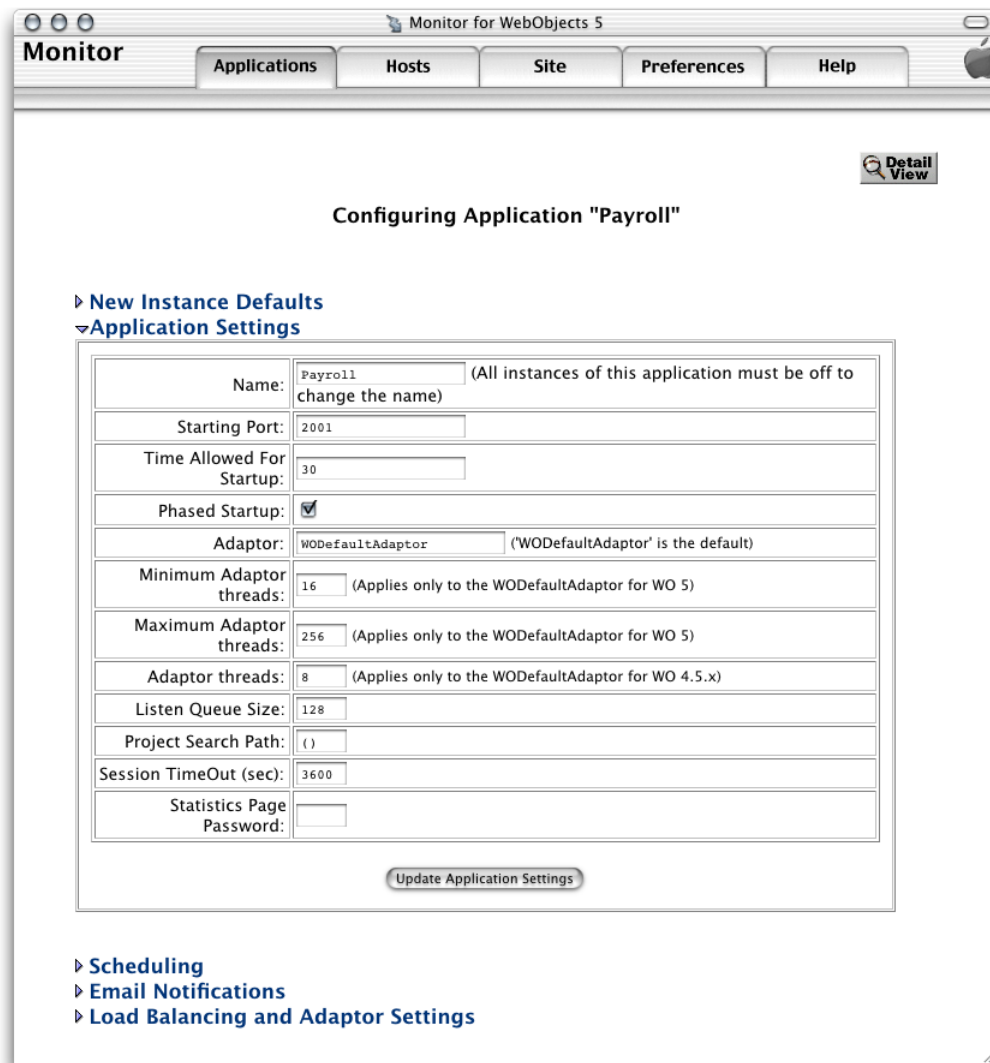 Monitor for WebObjects 5
Monitor
Applications
Hosts
Site
Preferences
Help
Detail
View
Configuring Application "Payroll"
New Instance Defaults
Application Settings
Name: Payroll (All instances of this application must be off to
change the name)
Starting Port: 2001
Time Allowed For
Startup: 30
Phased Startup:
Adaptor: WODefaultAdaptor ('WODefaultAdaptor' is the default)
Minimum Adaptor
threads: 16 (Applies only to the WODefaultAdaptor for WO 5)
Maximum Adaptor
threads: 256 (Applies only to the WODefaultAdaptor for WO 5)
Adaptor threads: 8 (Applies only to the WODefaultAdaptor for WO 4.5.x)
Listen Queue Size: 128
Project Search Path: ()
Session TimeOut (sec): 3600
Statistics Page
Password:
Update Application Settings
Scheduling
Email Notifications
Load Balancing and Adaptor Settings